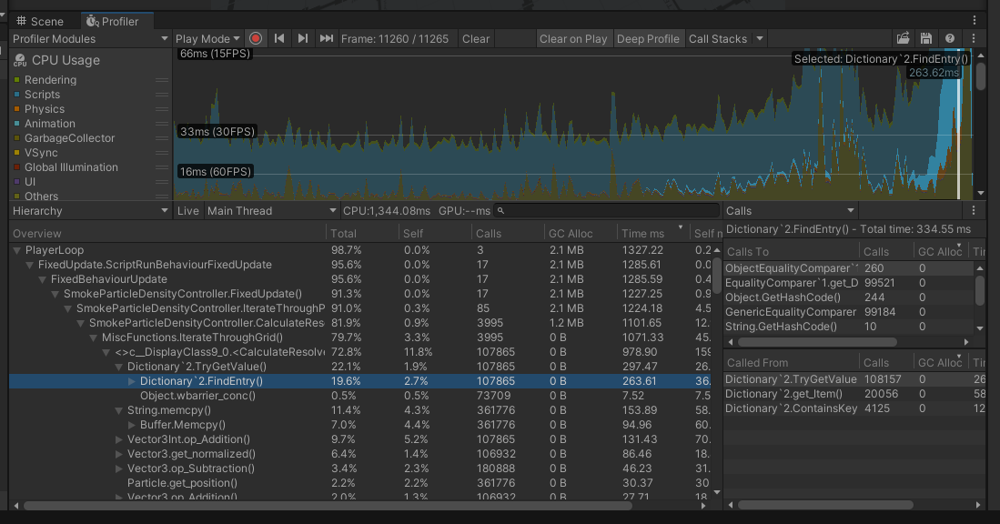 Scene Profiler
Profiler Modules Play Mode Frame: 11260 / 11265 Clear Clear on Play Deep Profile Call Stacks
CPU Usage
CPU
Rendering
Scripts
Physics
Animation
GarbageCollector
VSync
Global Illumination
UI
Others
66ms (15FPS)
33ms (30FPS)
16ms (60FPS)
Selected: Dictionary`2.FindEntry()
263.62ms
Hierarchy Live Main Thread CPU:1,344.08ms GPU:--ms Calls
Overview Total Self Calls GC Alloc Time ms Self
PlayerLoop 98.7% 0.0% 3 2.1 MB 1327.22 0.2
FixedUpdate.ScriptRunBehaviourFixedUpdate 95.6% 0.0% 17 2.1 MB 1285.61 0.0
FixedBehaviourUpdate 95.6% 0.0% 17 2.1 MB 1285.59 0.4
SmokeParticleDensityController.FixedUpdate() 91.3% 0.0% 17 2.1 MB 1227.25 0.9
SmokeParticleDensityController.IterateThroughP 91.0% 0.3% 85 2.1 MB 1224.18 4.5
SmokeParticleDensityController.CalculateRes 81.9% 0.9% 3995 1.2 MB 1101.65 12.
MiscFunctions.IterateThroughGrid() 79.7% 3.3% 3995 0 B 1071.33 45.
<>c__DisplayClass9_0.<CalculateResolve 72.8% 11.8% 107865 0 B 978.90 159
Dictionary`2.TryGetValue() 22.1% 1.9% 107865 0 B 297.47 26.
Dictionary`2.FindEntry() 19.6% 2.7% 107865 0 B 263.61 36.
Object.wbarrier_conc() 0.5% 0.5% 73709 0 B 7.52 7.5
String.memcpy() 11.4% 4.3% 361776 0 B 153.89 58.
Buffer.Memcpy() 7.0% 4.4% 361776 0 B 94.96 60.
Vector3Int.op_Addition() 9.7% 5.2% 107865 0 B 131.43 70.
Vector3.get_normalized() 6.4% 1.4% 106932 0 B 86.46 18.
Vector3.op_Subtraction() 3.4% 2.3% 180888 0 B 46.23 31.
Particle.get_position() 2.2% 2.2% 361776 0 B 30.37 30
Vector3.op_Addition() 2.0% 1.3% 106932 0 B 27.71 18
Dictionary`2.FindEntry() - Total time: 334.55 ms
Calls To Calls GC Alloc Tir
ObjectEqualityComparer` 260 0
EqualityComparer`1.get_D 99521 0
Object.GetHashCode() 244 0
GenericEqualityComparer 99184 0
String.GetHashCode() 10 0
Called From Calls GC Alloc Tir
Dictionary`2.TryGetValue 108157 0 26
Dictionary`2.get_Item() 20056 0 58
Dictionary`2.ContainsKey 4125 0 12